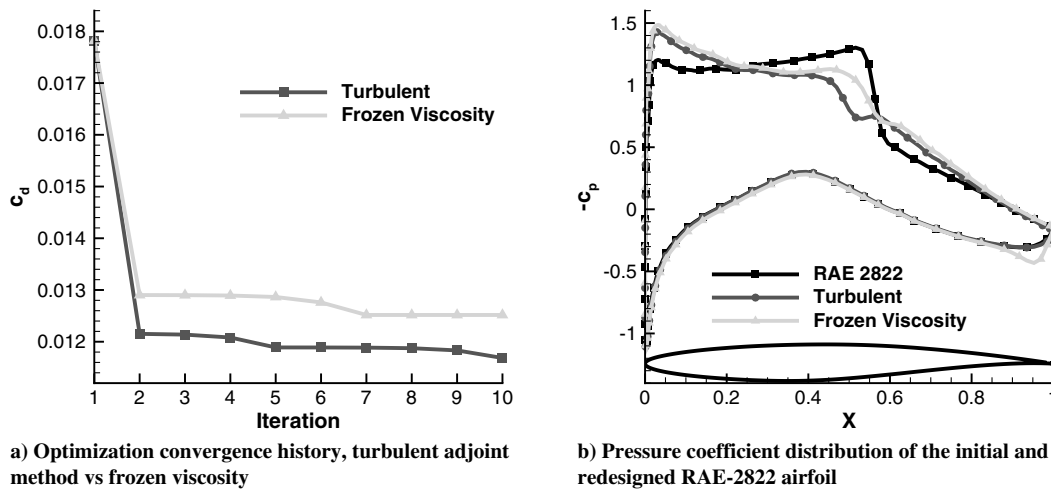 0.018
0.017
0.016
0.015
0.014
0.013
0.012
c_d
1 2 3 4 5 6 7 8 9 10
Iteration
Turbulent
Frozen Viscosity
a) Optimization convergence history, turbulent adjoint
method vs frozen viscosity
1.5
1
0.5
0
-0.5
-1
-c_p
0 0.2 0.4 0.6 0.8
X
RAE 2822
Turbulent
Frozen Viscosity
b) Pressure coefficient distribution of the initial and
redesigned RAE-2822 airfoil